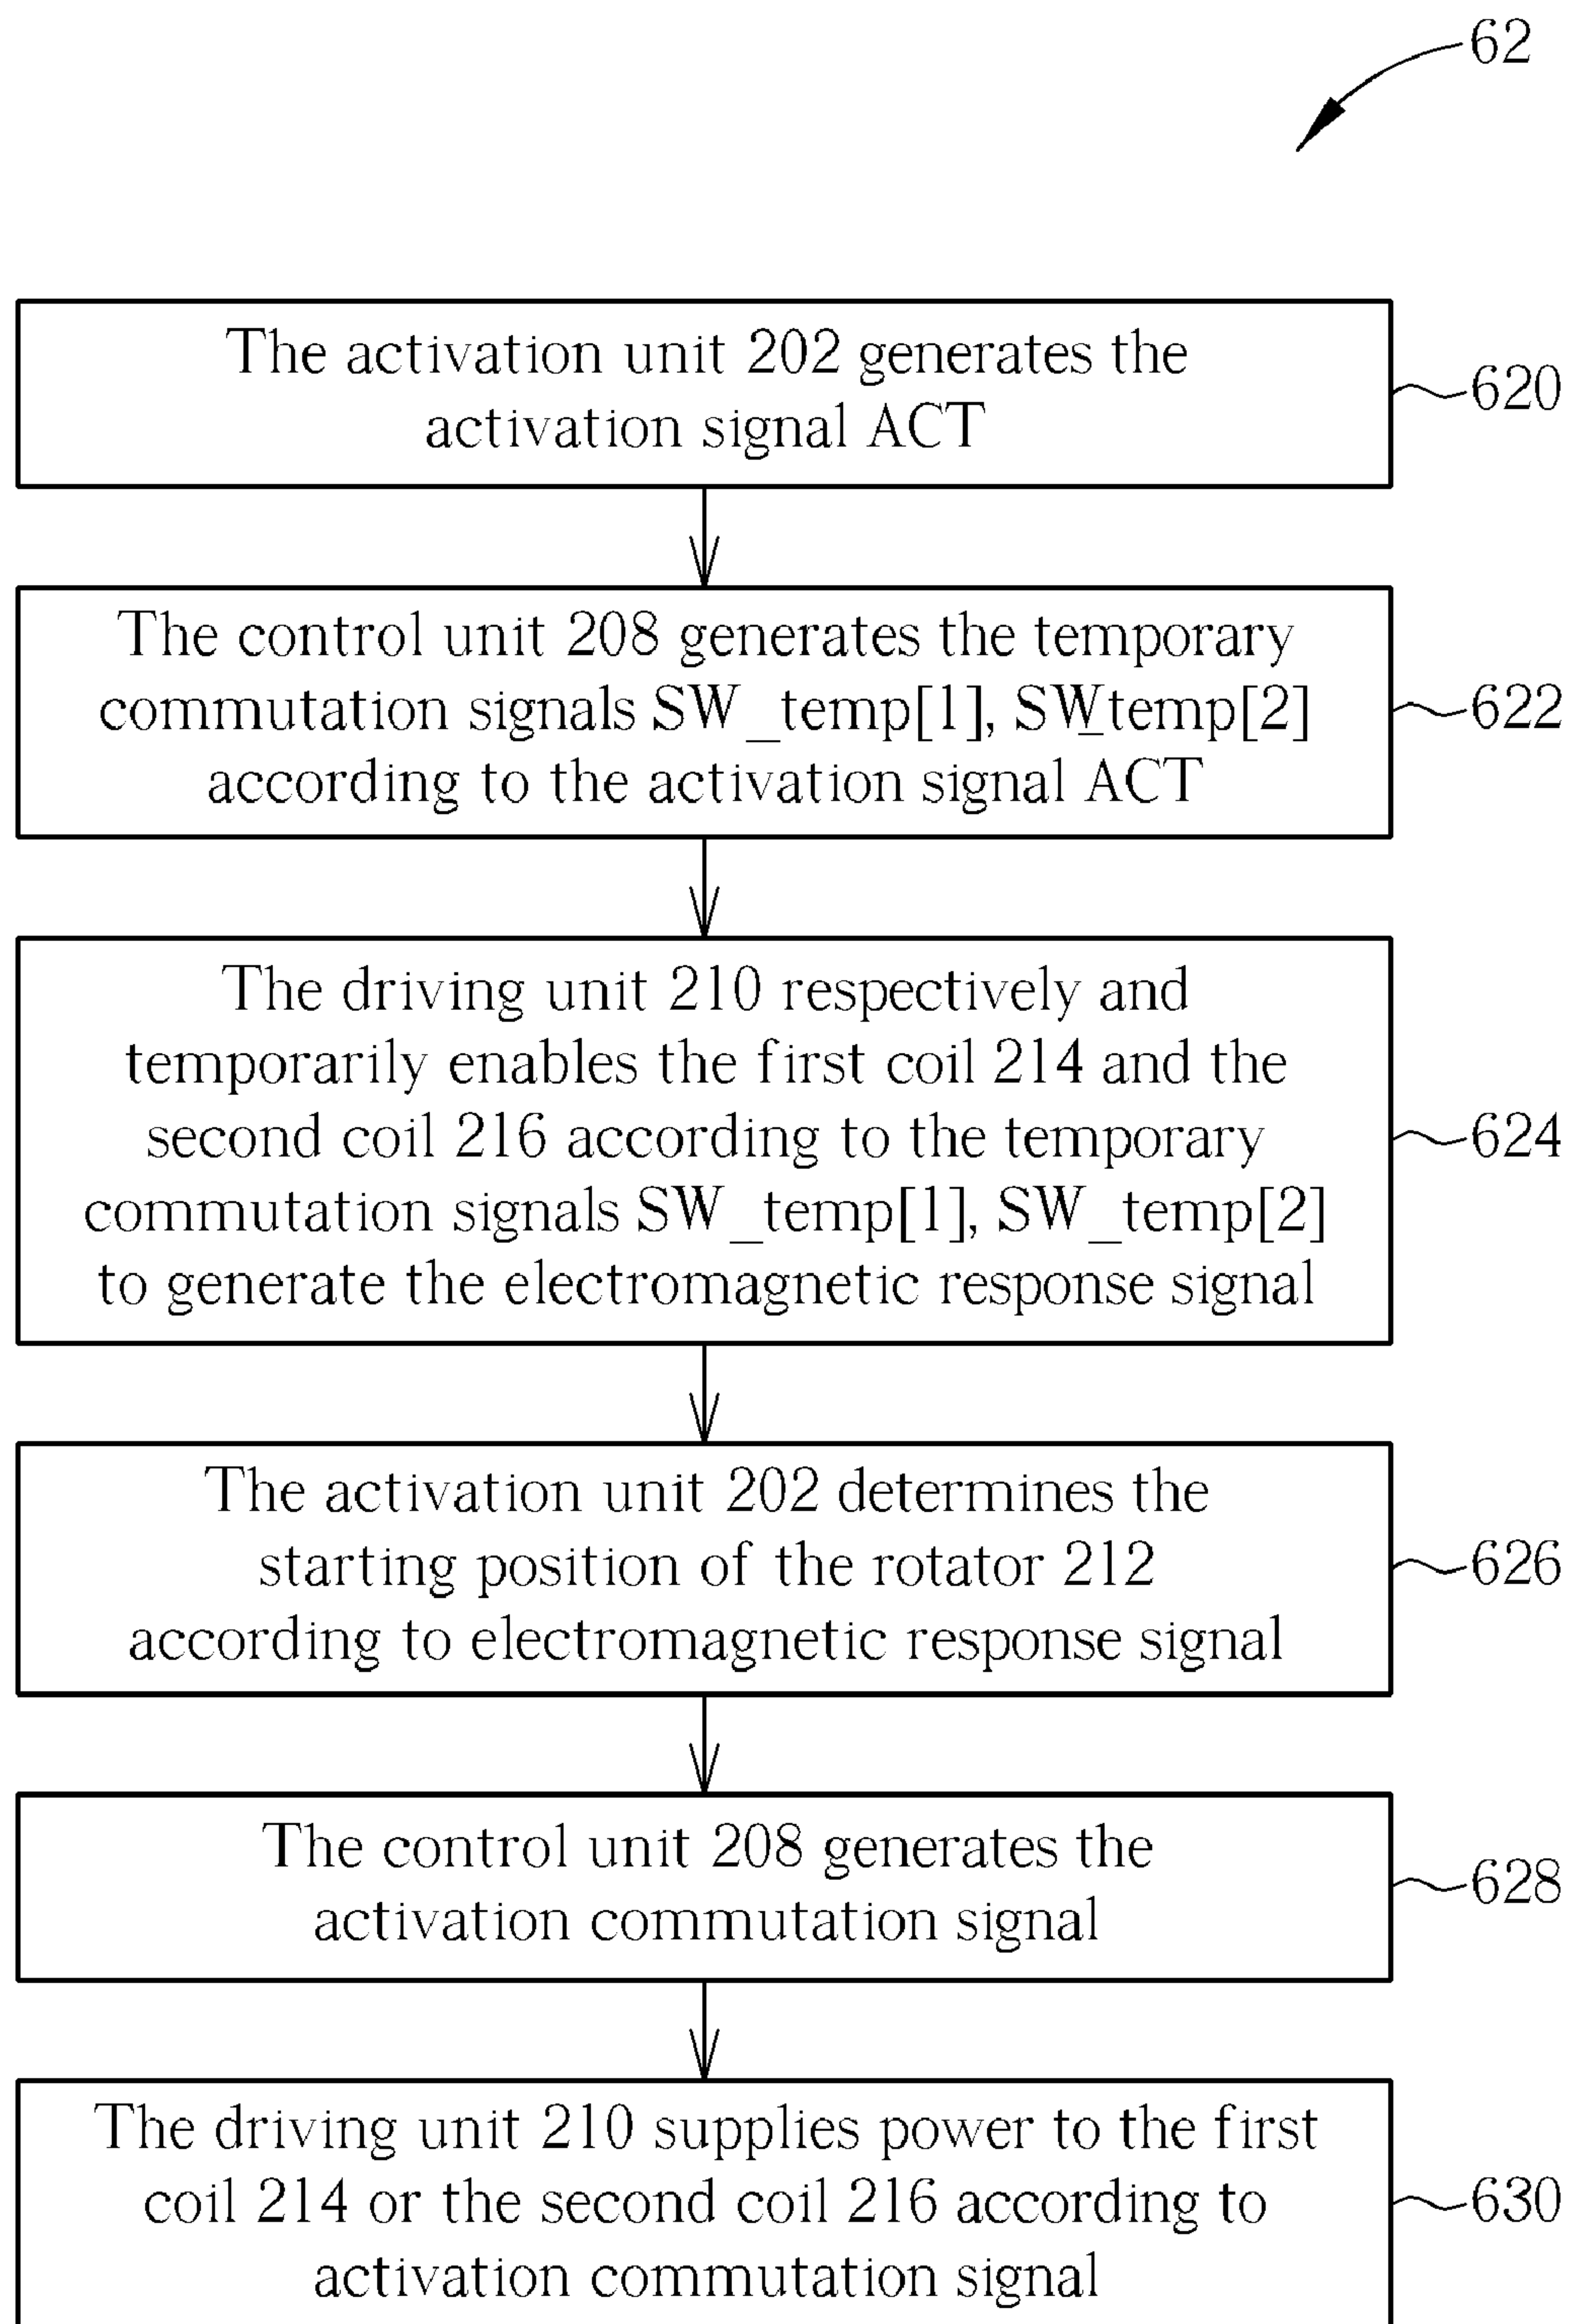 62
The activation unit 202 generates the
activation signal ACT
620
The control unit 208 generates the temporary
commutation signals SW_temp[1], SW_temp[2]
according to the activation signal ACT
622
The driving unit 210 respectively and
temporarily enables the first coil 214 and the
second coil 216 according to the temporary
commutation signals SW_temp[1], SW_temp[2]
to generate the electromagnetic response signal
624
The activation unit 202 determines the
starting position of the rotator 212
according to electromagnetic response signal
626
The control unit 208 generates the
activation commutation signal
628
The driving unit 210 supplies power to the first
coil 214 or the second coil 216 according to
activation commutation signal
630